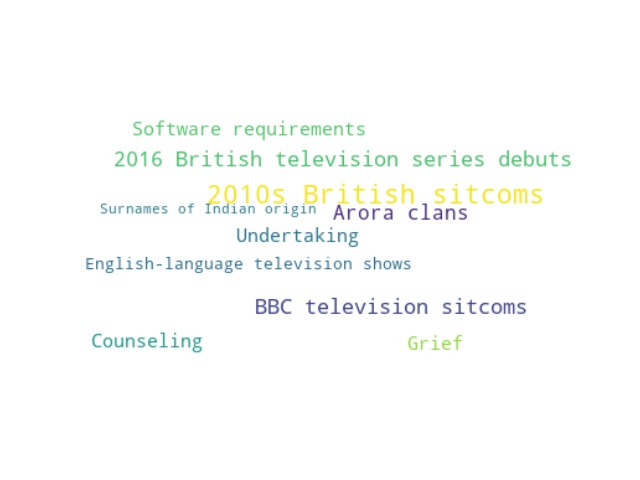 Software requirements
2016 British television series debuts
2010s British sitcoms
Surnames of Indian origin
Arora clans
Undertaking
English-language television shows
BBC television sitcoms
Counseling
Grief